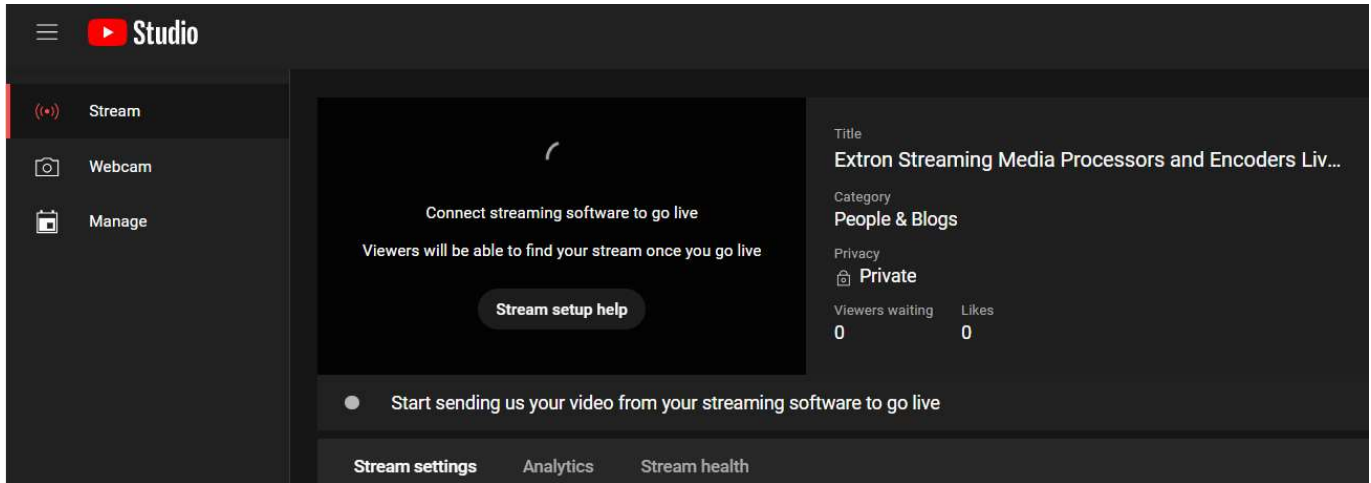 Studio
Stream
Webcam
Manage
Connect streaming software to go live
Viewers will be able to find your stream once you go live
Stream setup help
Title
Extron Streaming Media Processors and Encoders Liv...
Category
People & Blogs
Privacy
Private
Viewers waiting Likes
0 0
Start sending us your video from your streaming software to go live
Stream settings Analytics Stream health